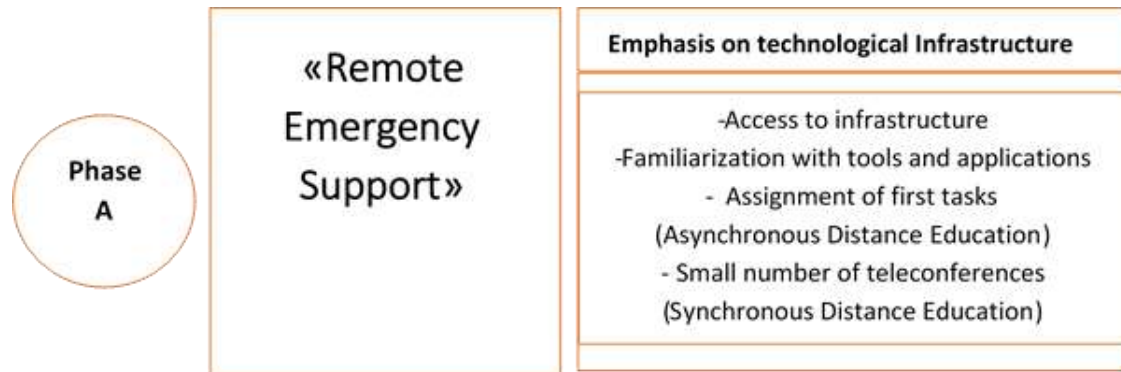 Phase
A
«Remote
Emergency
Support»
Emphasis on technological Infrastructure
-Access to infrastructure
-Familiarization with tools and applications
- Assignment of first tasks
(Asynchronous Distance Education)
- Small number of teleconferences
(Synchronous Distance Education)